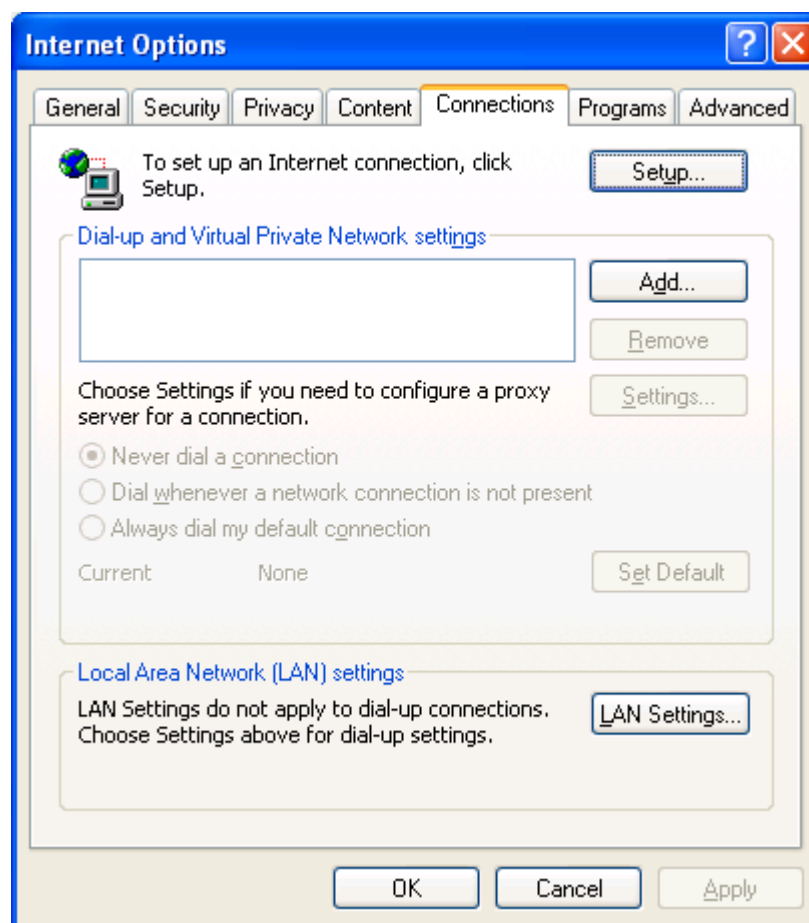 Internet Options
?
General Security Privacy Content Connections Programs Advanced
To set up an Internet connection, click
Setup.
Setup...
Dial-up and Virtual Private Network settings
Add...
Remove
Choose Settings if you need to configure a proxy
server for a connection.
Settings...
Never dial a connection
Dial whenever a network connection is not present
Always dial my default connection
Current None
Set Default
Local Area Network (LAN) settings
LAN Settings do not apply to dial-up connections.
Choose Settings above for dial-up settings.
LAN Settings...
OK Cancel Apply